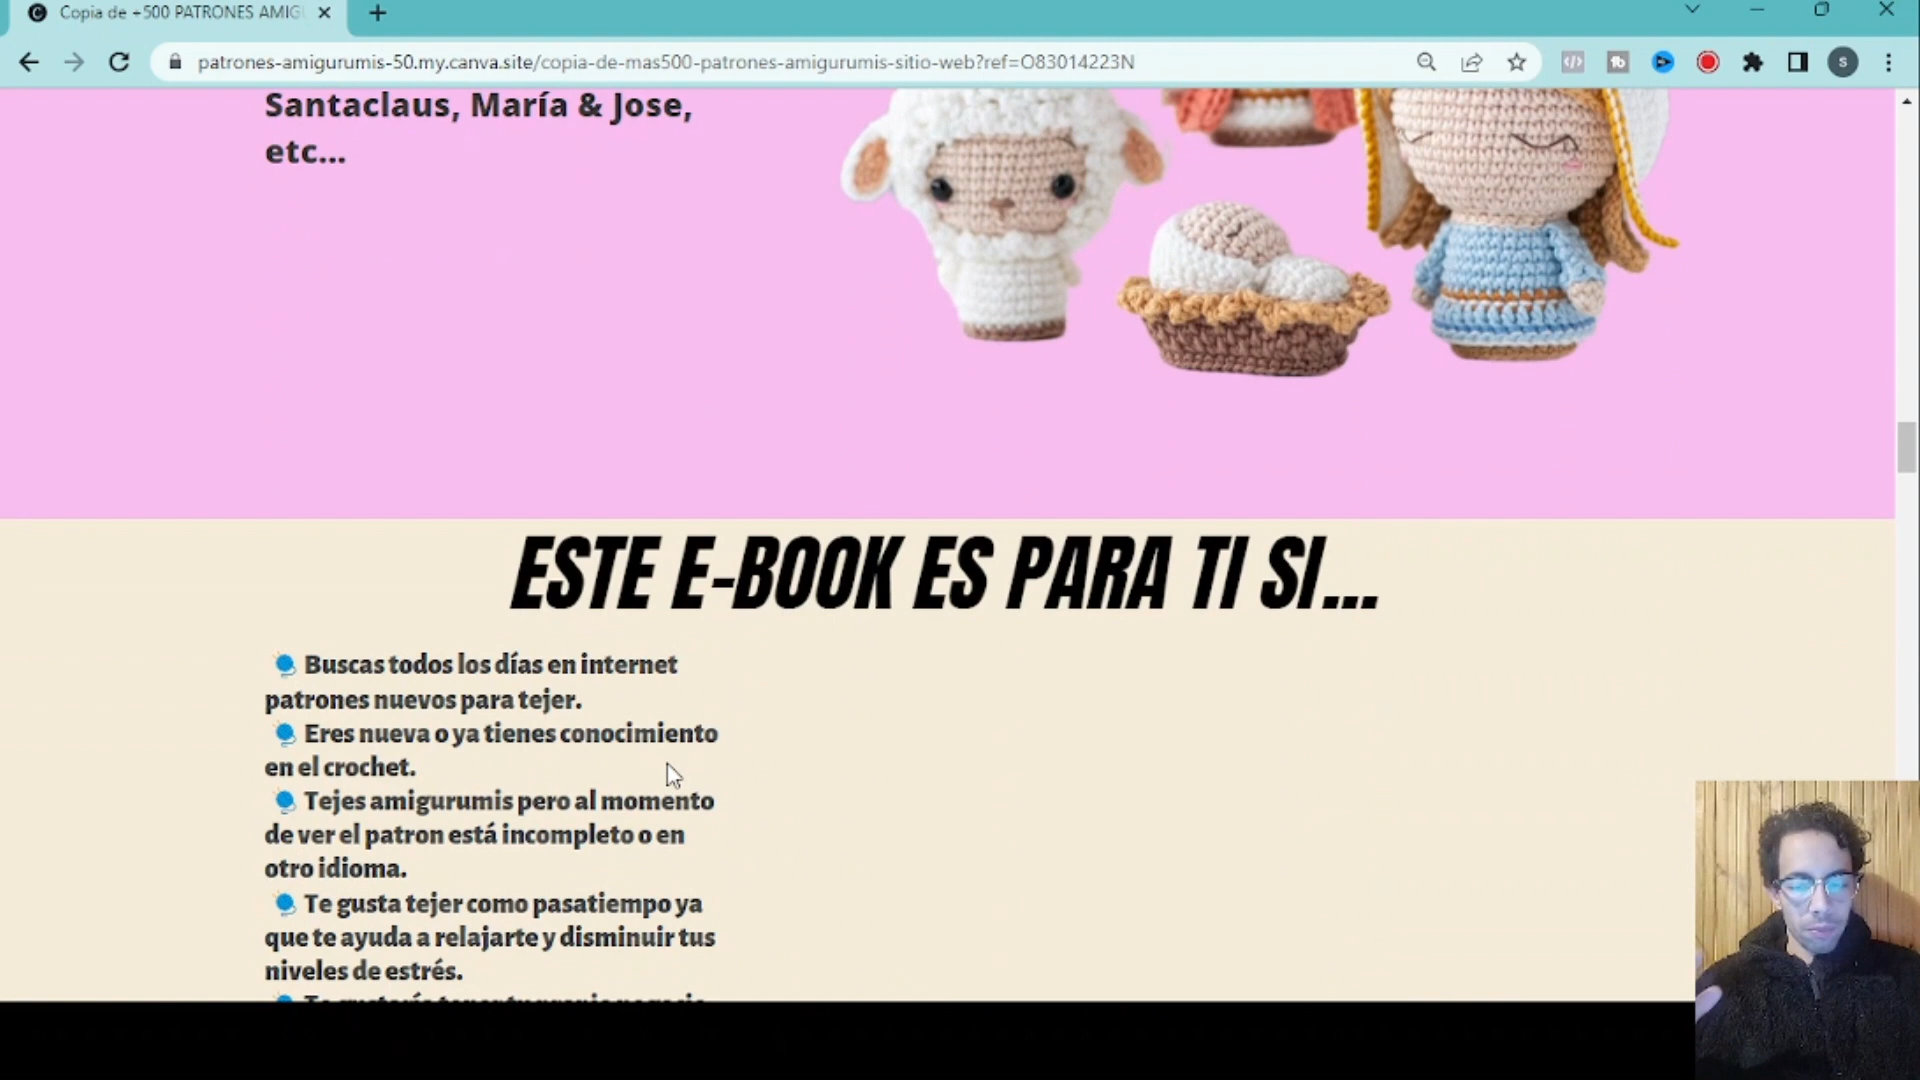 Copia de +500 PATRONES AMIG
patrones-amigurumis-50.my.canva.site/copia-de-mas500-patrones-amigurumis-sitio-web?ref=O83014223N
Santaclaus, María & Jose,
etc...
ESTE E-BOOK ES PARA TI SI...
Buscas todos los días en internet
patrones nuevos para tejer.
Eres nueva o ya tienes conocimiento
en el crochet.
Tejes amigurumis pero al momento
de ver el patron está incompleto o en
otro idioma.
Te gusta tejer como pasatiempo ya
que te ayuda a relajarte y disminuir tus
niveles de estrés.